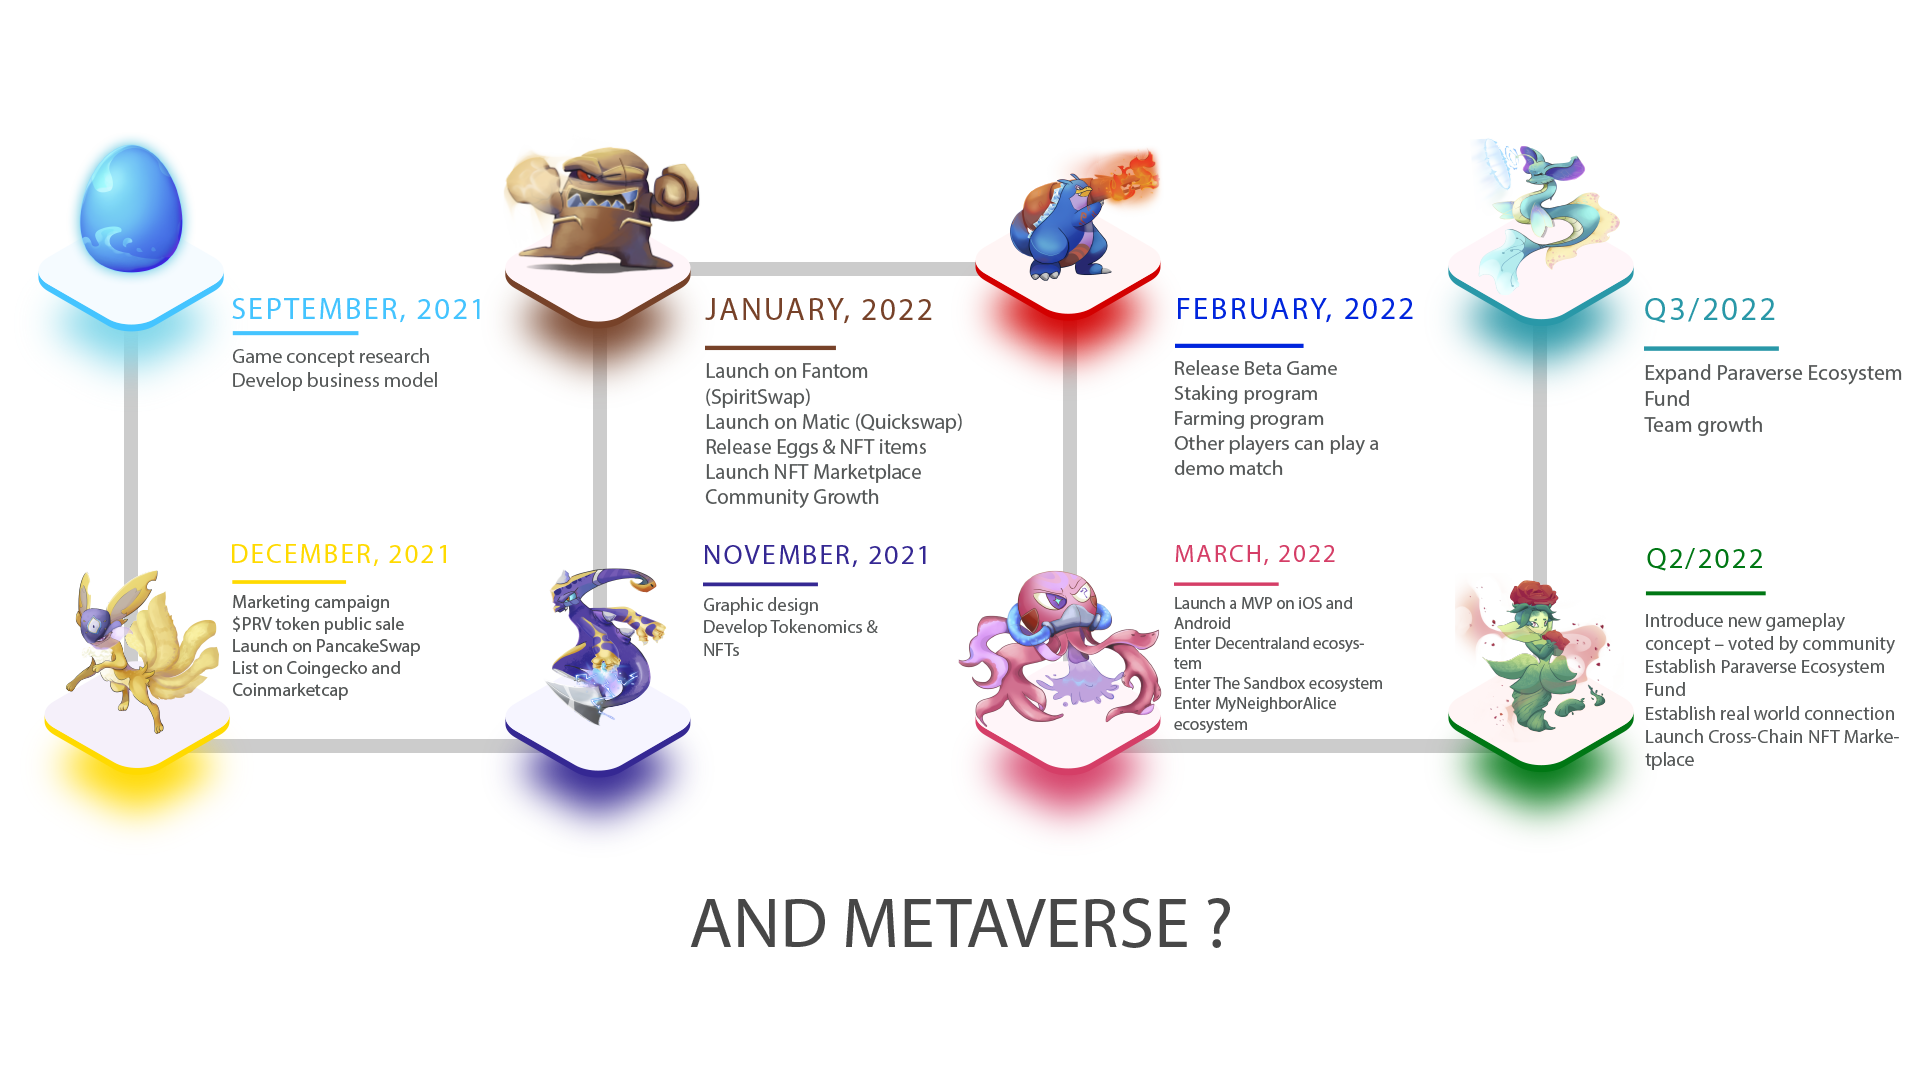 SEPTEMBER, 2021
Game concept research
Develop business model
DECEMBER, 2021
Marketing campaign
$PRV token public sale
Launch on PancakeSwap
List on Coingecko and
Coinmarketcap
JANUARY, 2022
Launch on Fantom
(SpiritSwap)
Launch on Matic (Quickswap)
Release Eggs & NFT items
Launch NFT Marketplace
Community Growth
NOVEMBER, 2021
Graphic design
Develop Tokenomics &
NFTs
FEBRUARY, 2022
Release Beta Game
Staking program
Farming program
Other players can play a
demo match
MARCH, 2022
Launch a MVP on iOS and
Android
Enter Decentraland ecosys-
tem
Enter The Sandbox ecosystem
Enter MyNeighborAlice
ecosystem
Q3/2022
Expand Paraverse Ecosystem
Fund
Team growth
Q2/2022
Introduce new gameplay
concept – voted by community
Establish Paraverse Ecosystem
Fund
Establish real world connection
Launch Cross-Chain NFT Marke-
tplace
AND METAVERSE ?